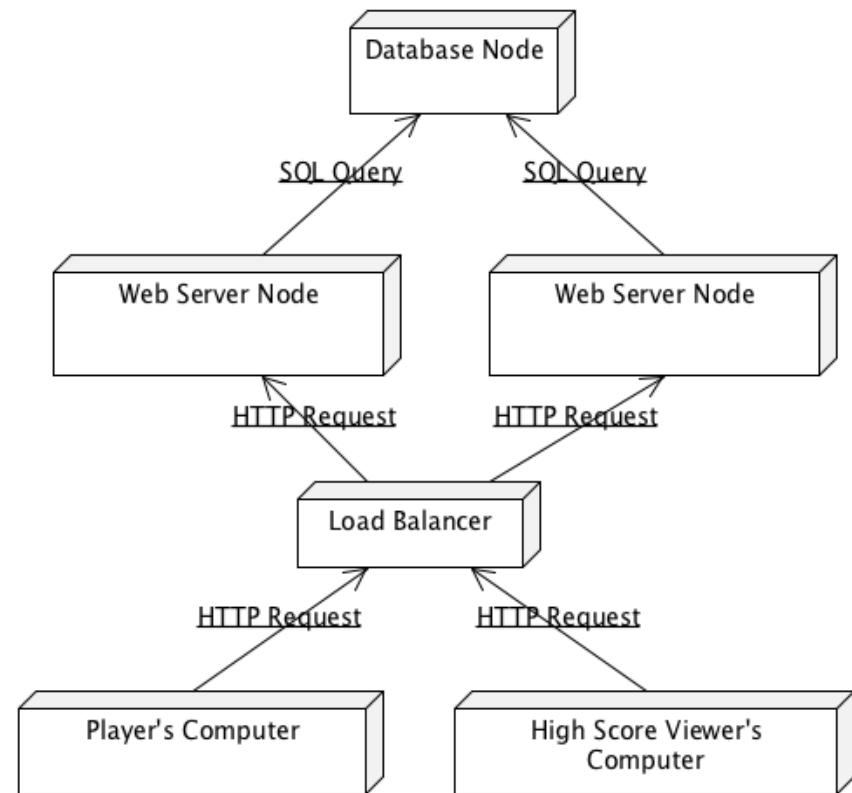 Database Node
SQL Query
SQL Query
Web Server Node
Web Server Node
HTTP Request
HTTP Request
Load Balancer
HTTP Request
HTTP Request
Player's Computer
High Score Viewer's
Computer